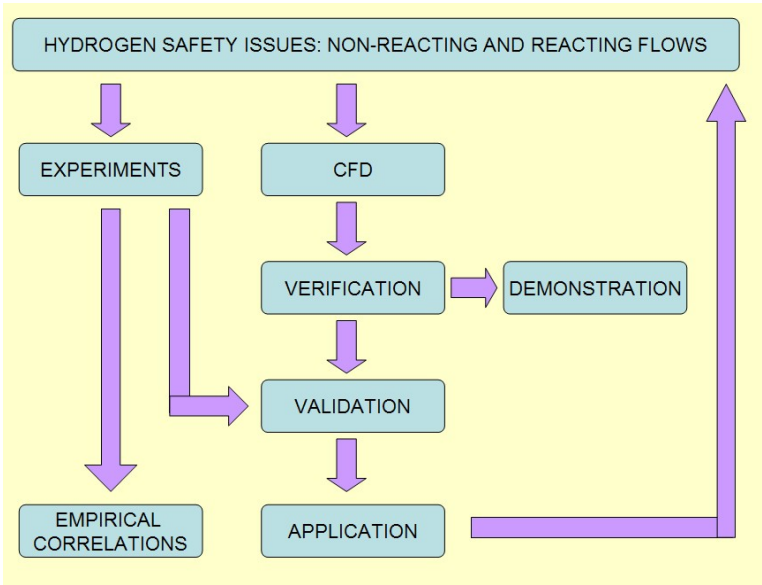 HYDROGEN SAFETY ISSUES: NON-REACTING AND REACTING FLOWS
EXPERIMENTS
CFD
VERIFICATION
DEMONSTRATION
VALIDATION
EMPIRICAL
CORRELATIONS
APPLICATION